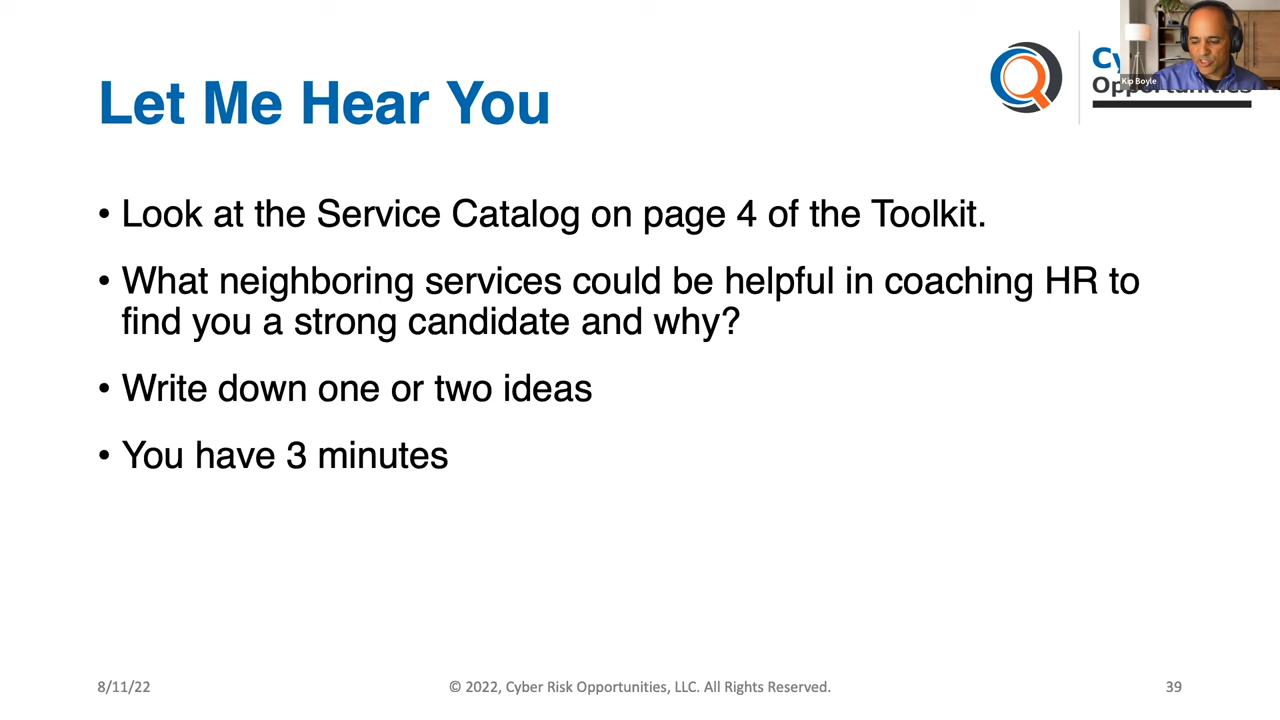 Let Me Hear You
Kip Boyle
Opportunities
• Look at the Service Catalog on page 4 of the Toolkit.
• What neighboring services could be helpful in coaching HR to
find you a strong candidate and why?
• Write down one or two ideas
• You have 3 minutes
8/11/22
© 2022, Cyber Risk Opportunities, LLC. All Rights Reserved.
39